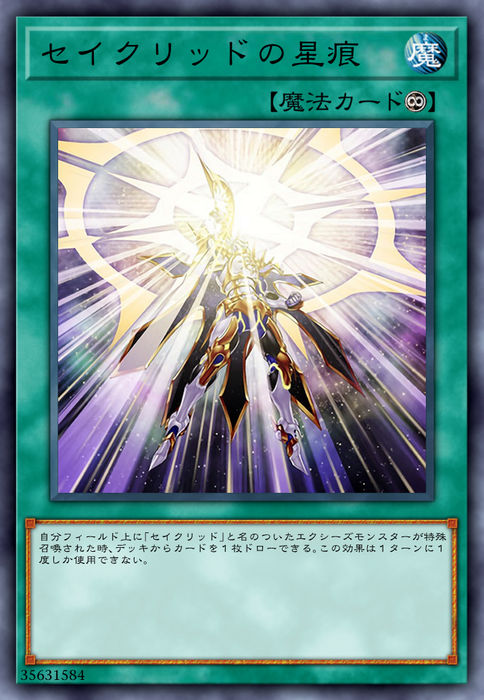 セイクリッドの星痕
魔
【魔法カード】
自分フィールド上に「セイクリッド」と名のついたエクシーズモンスターが特殊
召喚された時、デッキからカードを１枚ドローできる。この効果は１ターンに１
度しか使用できない。
35631584